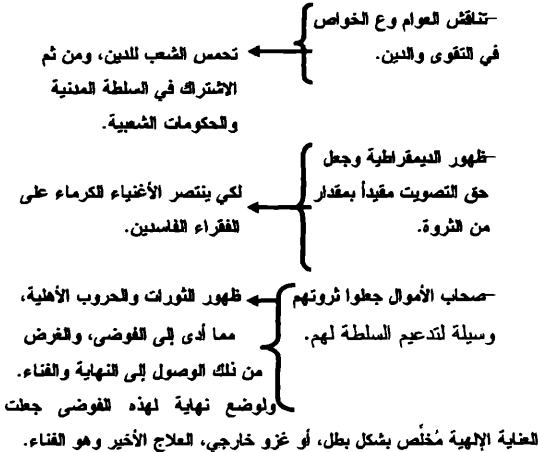 –تناقش العوام وع الخواص
في التقوى والدين.
تحمس الشعب للدين، ومن ثم
الاشتراك في السلطة المدنية
والحكومات الشعبية.
–ظهور الديمقراطية وجعل
حق التصويت مقيداً بمقدار
من الثروة.
لكي ينتصر الأغنياء الكرماء على
الفقراء الفاسدين.
–صحاب الأموال جعلوا ثروتهم
وسيلة لتدعيم السلطة لهم.
ظهور الثورات والحروب الأهلية،
مما أدى إلى الفوضى، والغرض
من ذلك الوصول إلى النهاية والفناء.
ولوضع نهاية لهذه الفوضى جعلت
العناية الإلهية مُخلِّص بشكل بطل، أو غزو خارجي، العلاج الأخير وهو الفناء.